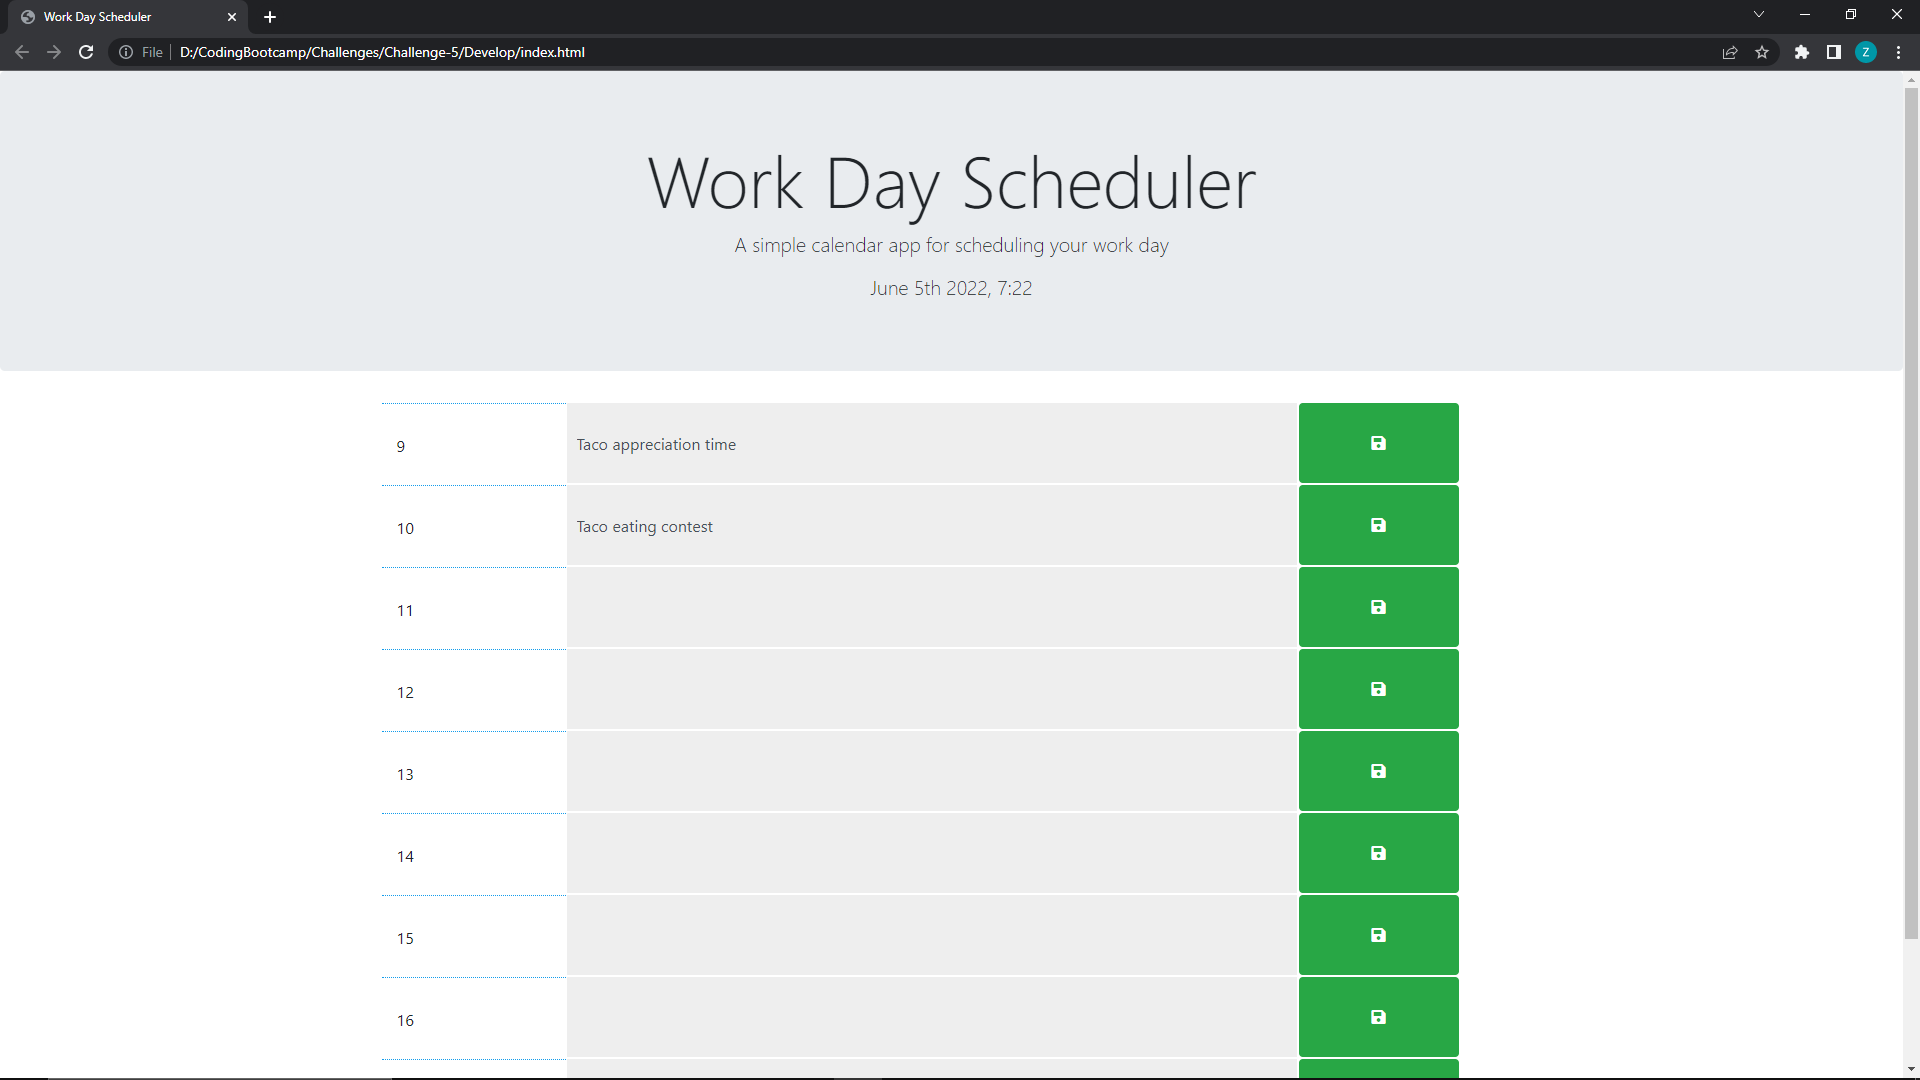 Work Day Scheduler
File D:/CodingBootcamp/Challenges/Challenge-5/Develop/index.html
Z
Work Day Scheduler
A simple calendar app for scheduling your work day
June 5th 2022, 7:22
9 Taco appreciation time
10 Taco eating contest
11
12
13
14
15
16